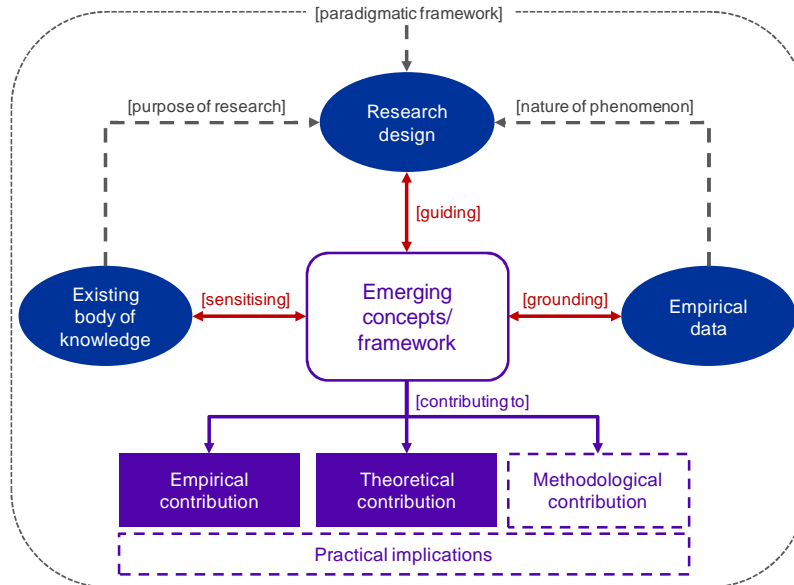 [paradigmatic framework]
[purpose of research]
Research
design
[nature of phenomenon]
[guiding]
Existing
body of
knowledge
[sensitising]
Emerging
concepts/
framework
[grounding]
Empirical
data
[contributing to]
Empirical
contribution
Theoretical
contribution
Methodological
contribution
Practical implications